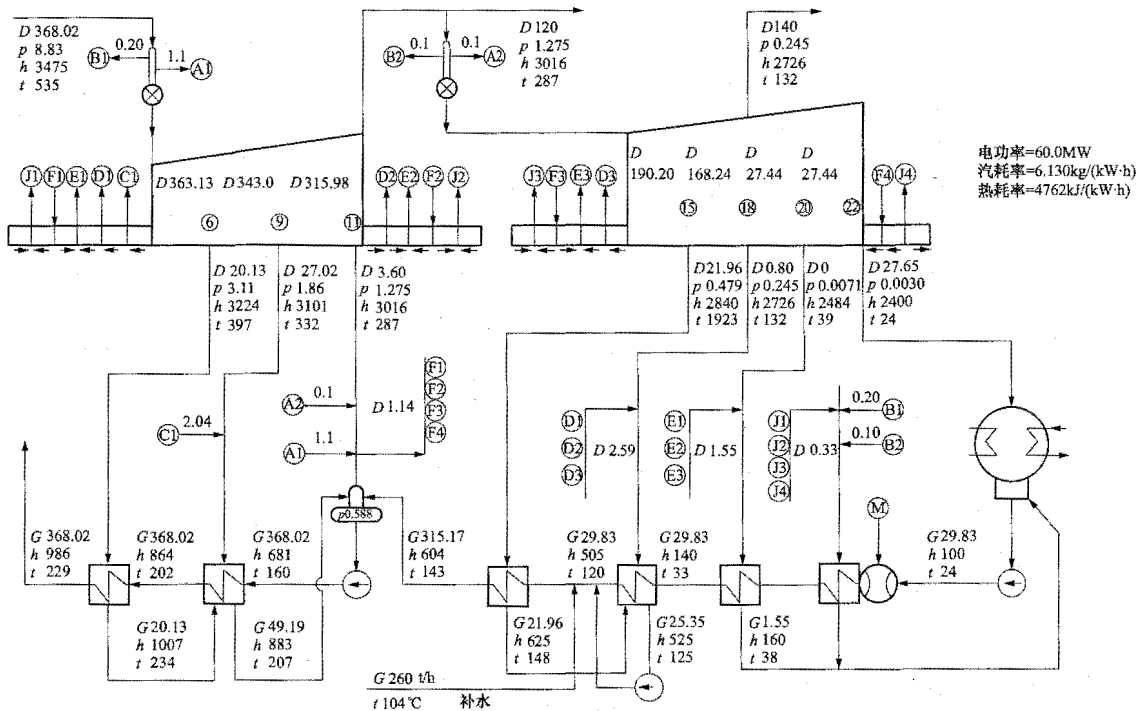 D 368.02
p 8.83
h 3475
t 535
0.20
B1
1.1
A1
0.1
B2
0.1
A2
D 120
p 1.275
h 3016
t 287
D 140
p 0.245
h 2726
t 132
电功率=60.0MW
汽耗率=6,130kg/(kW·h)
热耗率=4762kJ/(kW·h)
J1 F1 E1 D1 C1
D 363.13 D 343.0 D 315.98
6 9 11
D2 E2 F2 J2
J3 F3 E3 D3
D D D D
190.20 168.24 27.44 27.44
15 18 20 22
F4 J4
D 20.13
p 3.11
h 3224
t 397
D 27.02
p 1.86
h 3101
t 332
D 3.60
p 1.275
h 3016
t 287
D 21.96
p 0.479
h 2840
t 1923
D 0.80
p 0.245
h 2726
t 132
D 0
p 0.0071
h 2484
t 39
D 27.65
p 0.0030
h 2400
t 24
C1
2.04
A2
0.1
A1
1.1
D 1.14
F1
F2
F3
F4
D1
D2
D3
D 2.59
E1
E2
E3
D 1.55
J1
J2
J3
J4
D 0.33
0.20
B1
0.10
B2
p0.588
M
G 368.02
h 986
t 229
G 368.02
h 864
t 202
G 368.02
h 681
t 160
G 315.17
h 604
t 143
G 29.83
h 505
t 120
G 29.83
h 140
t 33
G 29.83
h 100
t 24
G 20.13
h 1007
t 234
G 49.19
h 883
t 207
G 21.96
h 625
t 148
G 25.35
h 525
t 125
G 1.55
h 160
t 38
G 260 t/h
t 104℃ 补水